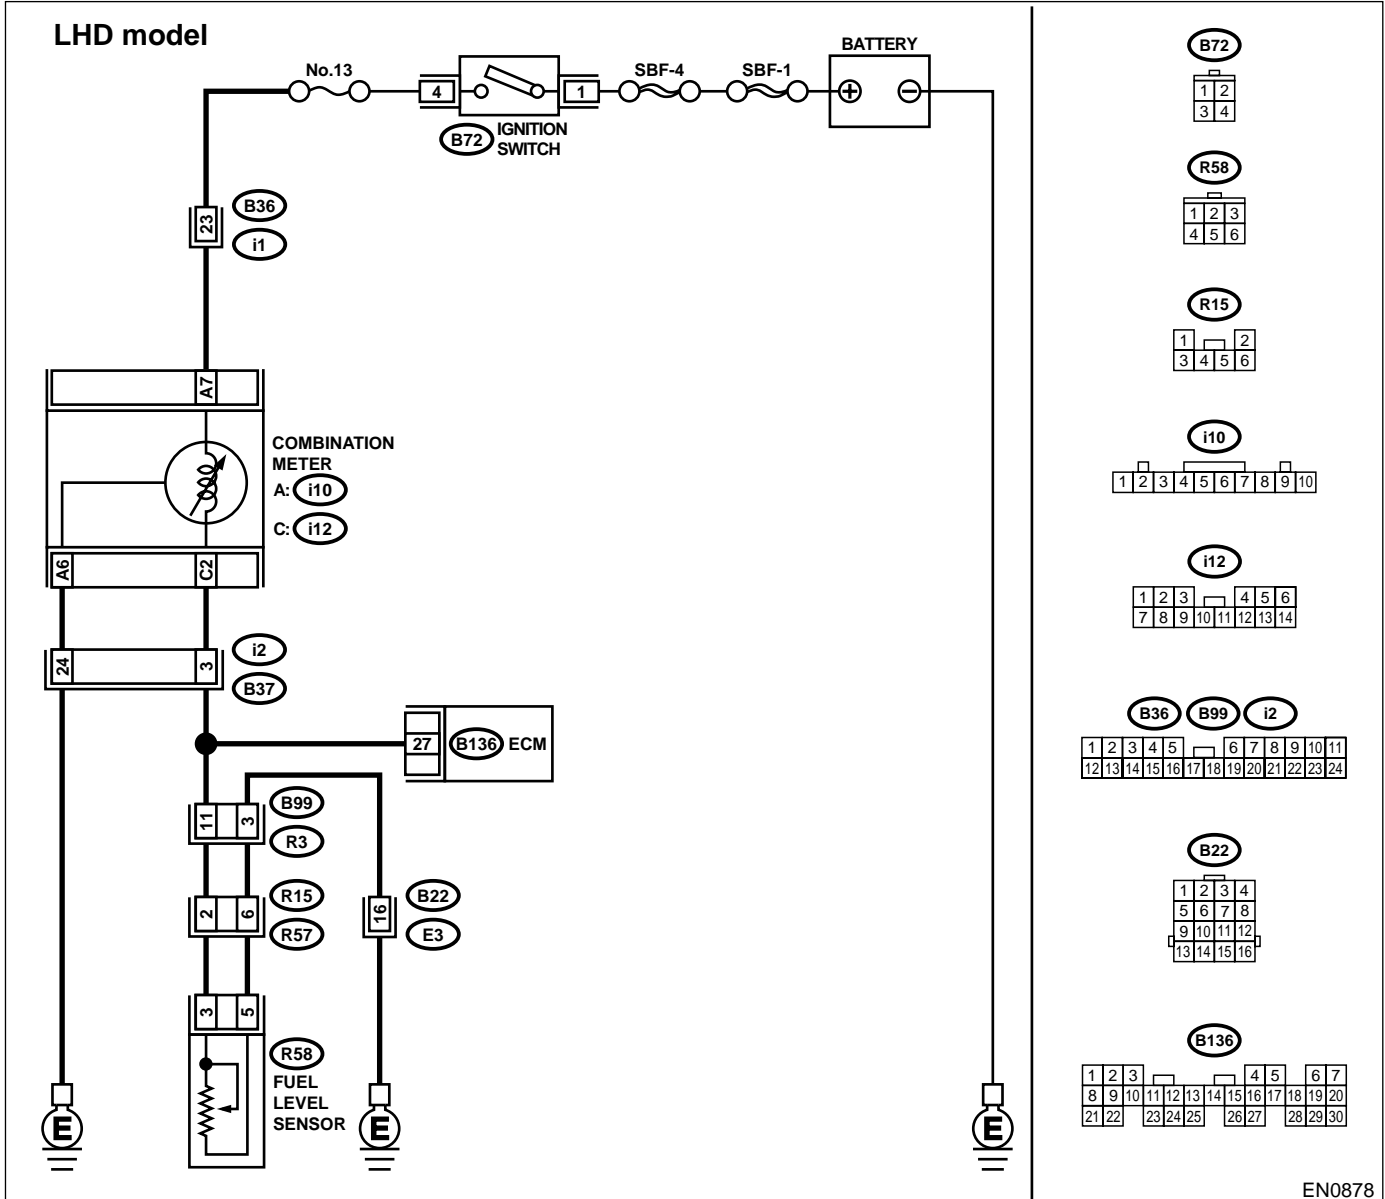 LHD model
BATTERY
No.13
SBF-4
SBF-1
4
1
B72
IGNITION
SWITCH
23
B36
i1
A7
COMBINATION
METER
A: i10
C: i12
A6
C2
24
3
i2
B37
27
B136
ECM
11
3
B99
R3
2
6
R15
R57
16
B22
E3
3
5
R58
FUEL
LEVEL
SENSOR
E
E
E
B72
1 2
3 4
R58
1 2 3
4 5 6
R15
1 2
3 4 5 6
i10
1 2 3 4 5 6 7 8 9 10
i12
1 2 3 4 5 6
7 8 9 10 11 12 13 14
B36 B99 i2
1 2 3 4 5 6 7 8 9 10 11
12 13 14 15 16 17 18 19 20 21 22 23 24
B22
1 2 3 4
5 6 7 8
9 10 11 12
13 14 15 16
B136
1 2 3 4 5 6 7
8 9 10 11 12 13 14 15 16 17 18 19 20
21 22 23 24 25 26 27 28 29 30
EN0878